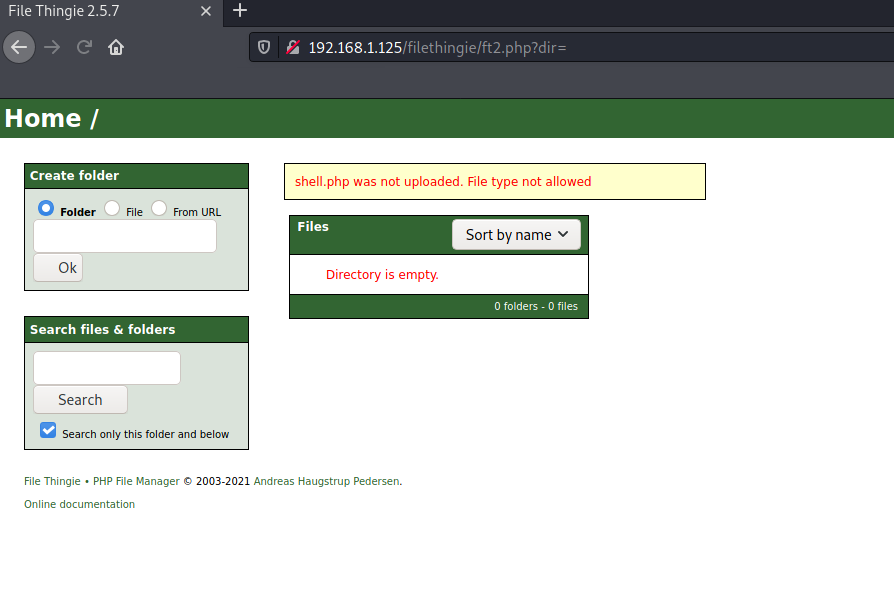 File Thingie 2.5.7
192.168.1.125/filethingie/ft2.php?dir=
Home /
Create folder
Folder File From URL
Ok
Search files & folders
Search
Search only this folder and below
shell.php was not uploaded. File type not allowed
Files
Sort by name
Directory is empty.
0 folders - 0 files
File Thingie • PHP File Manager © 2003-2021 Andreas Haugstrup Pedersen.
Online documentation